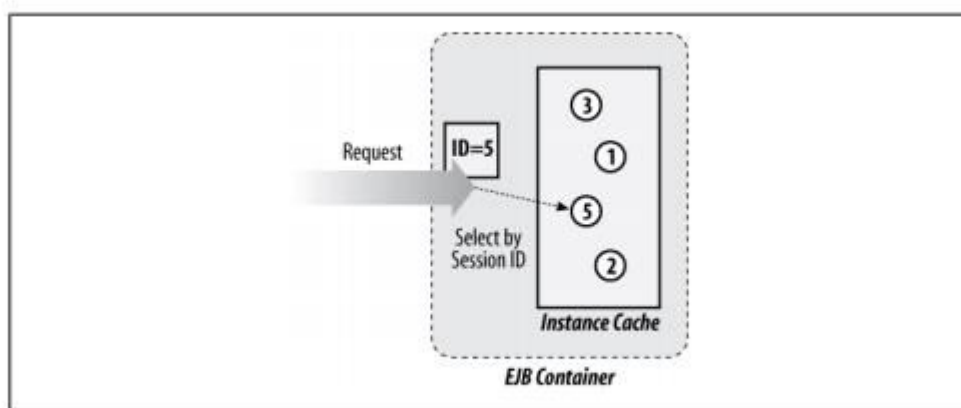 ID=5
Request
3
1
5
2
Select by
Session ID
Instance Cache
EJB Container